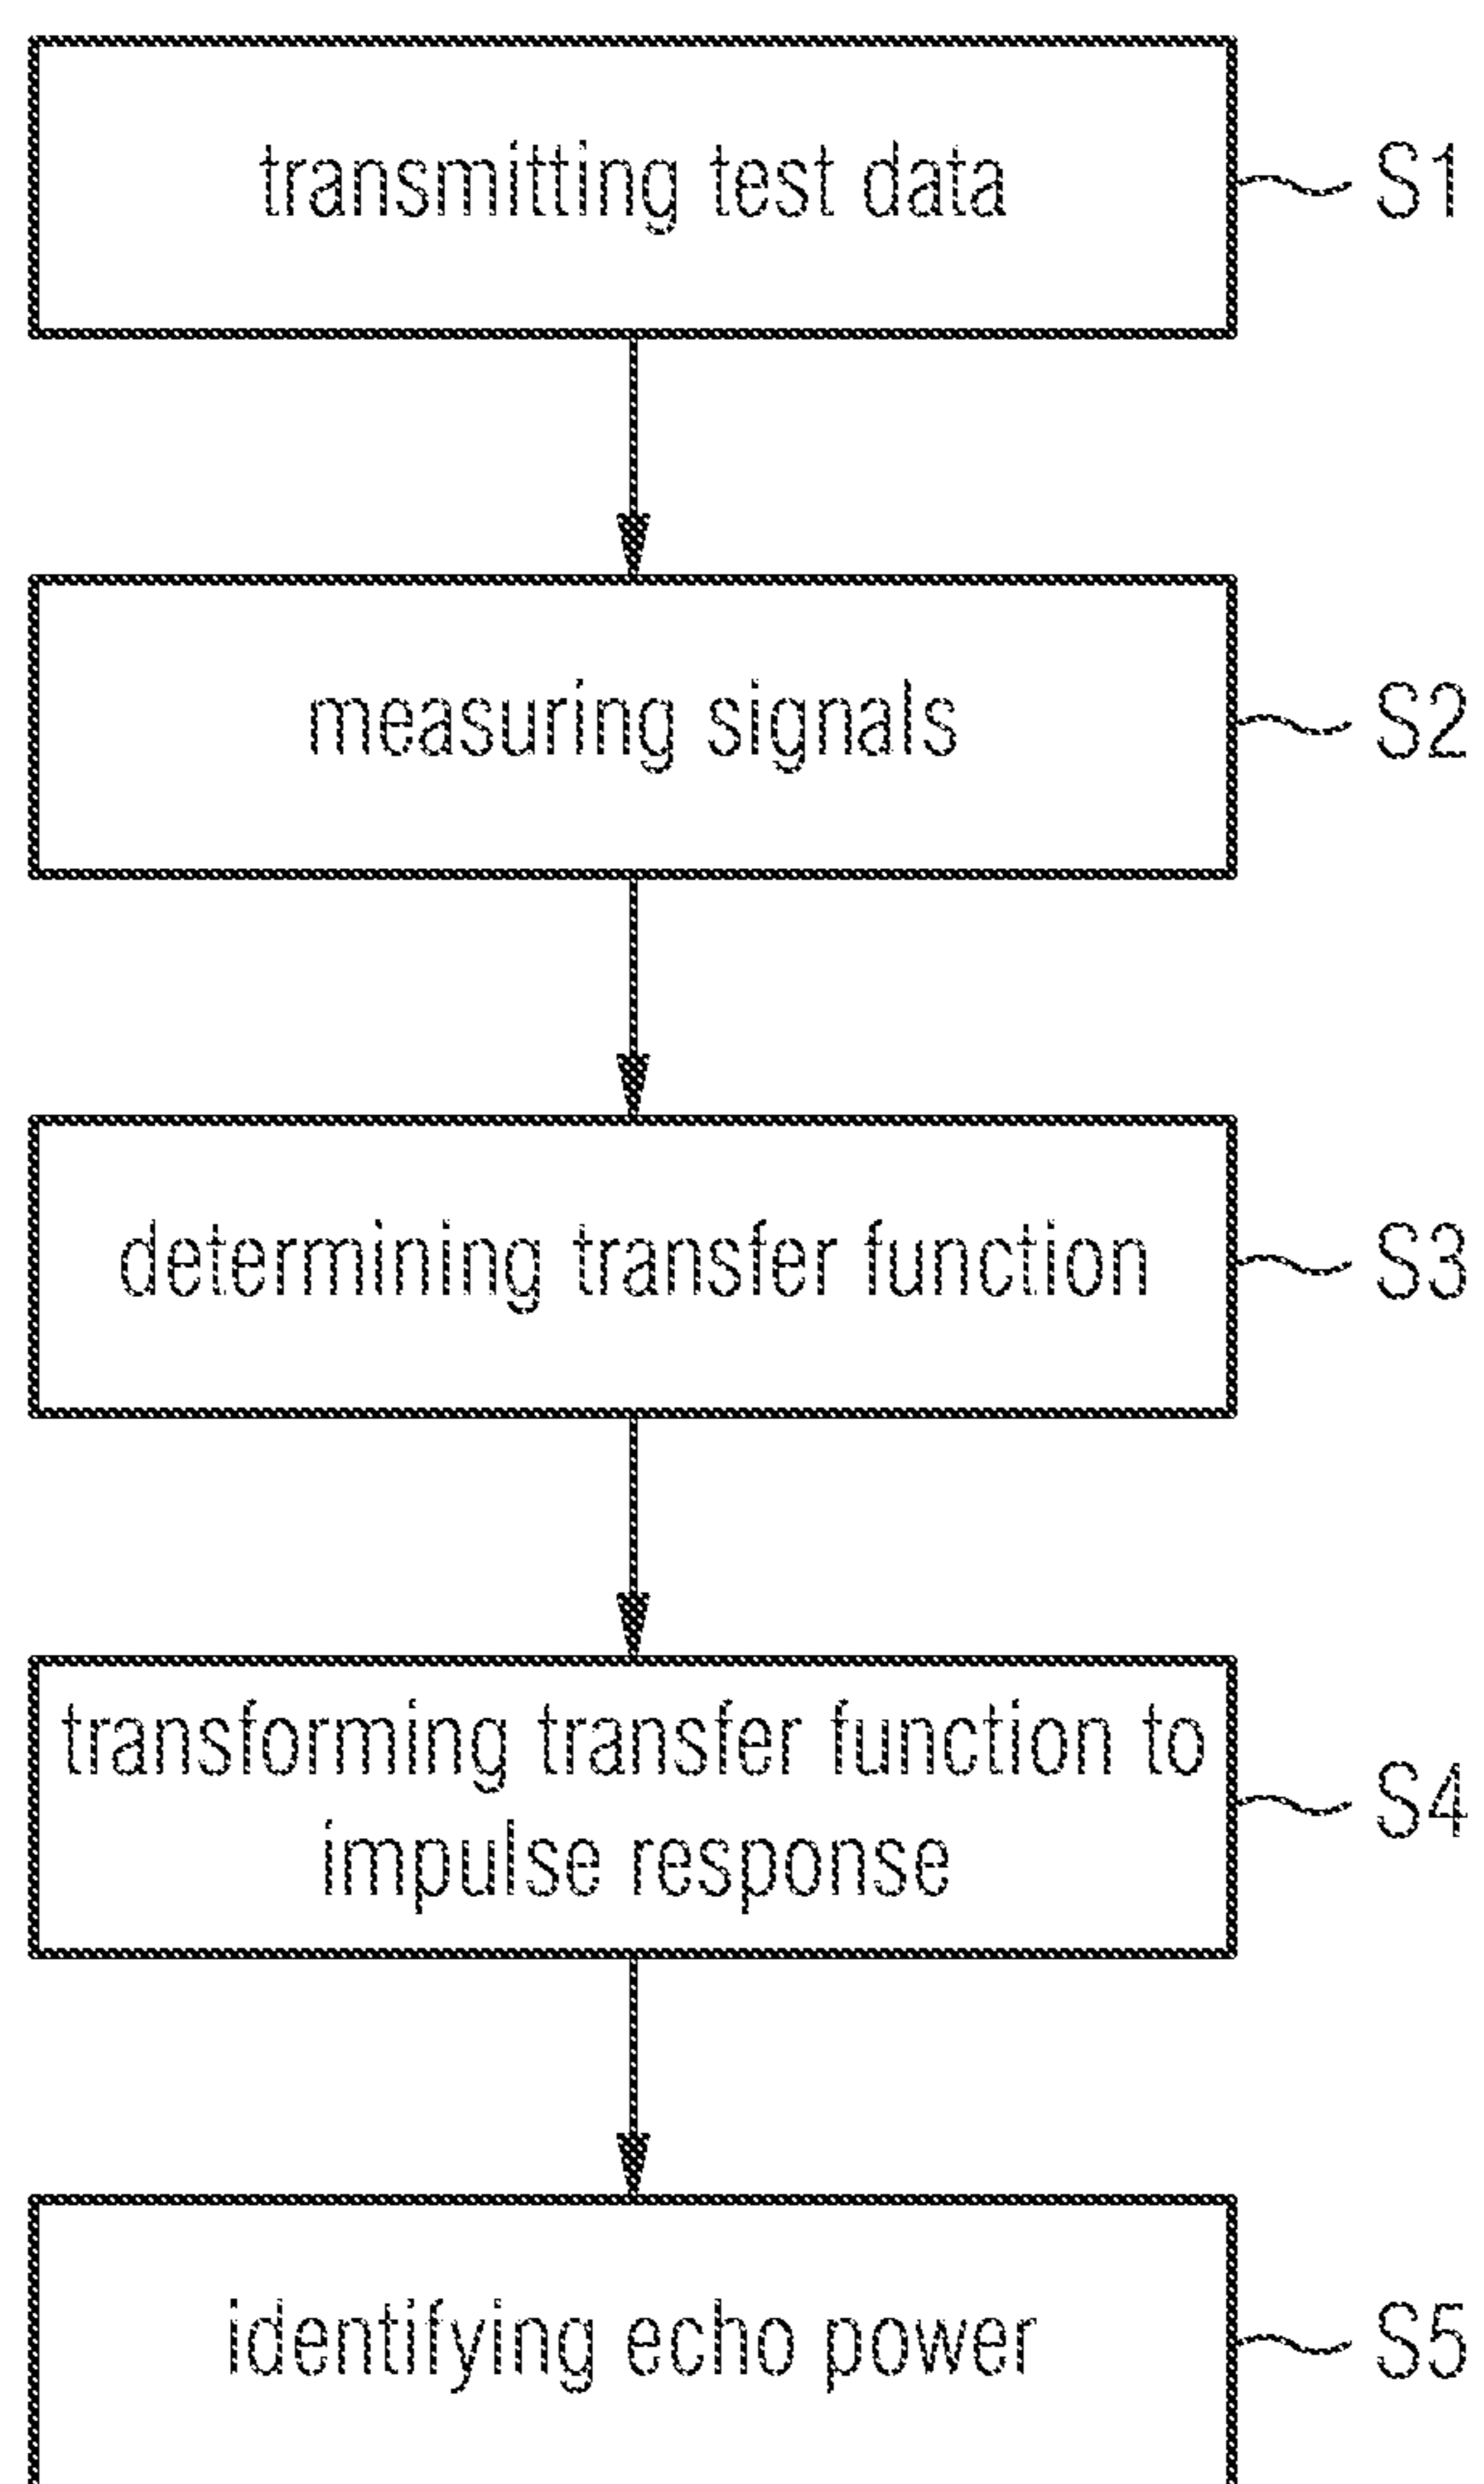 transmitting test data S1
measuring signals S2
determining transfer function S3
transforming transfer function to
impulse response S4
identifying echo power S5